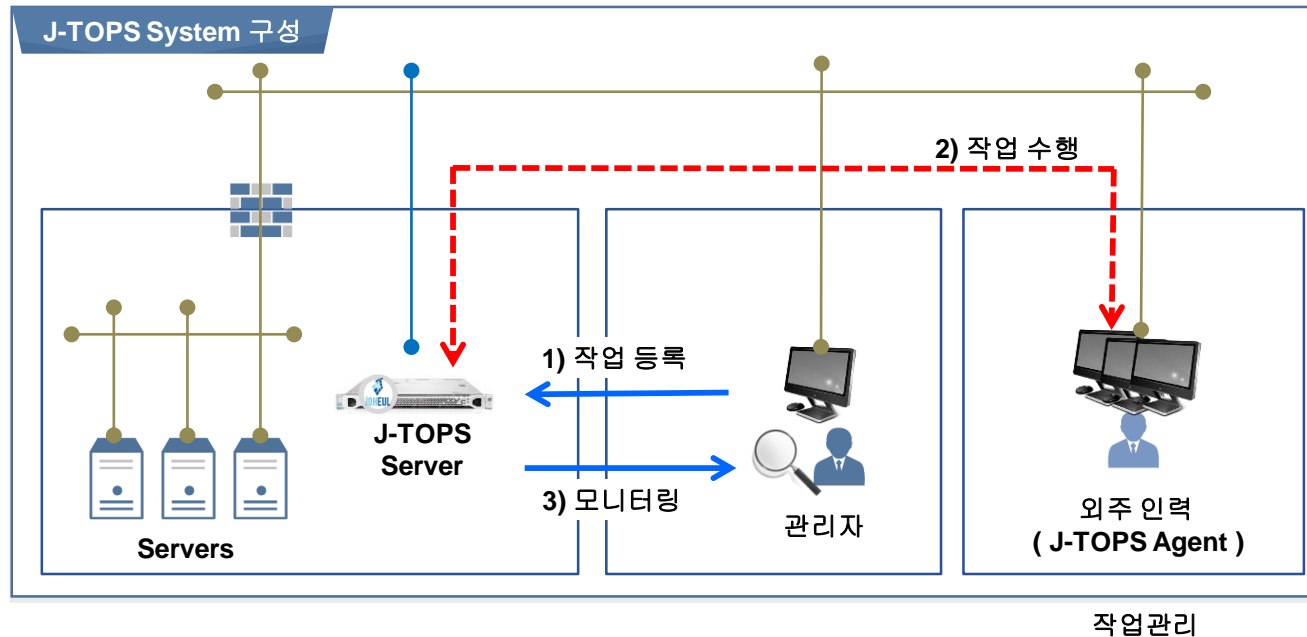 J-TOPS System 구성
2) 작업 수행
1) 작업 등록
JOHEUL
J-TOPS
Server
3) 모니터링
Servers
관리자
외주 인력
( J-TOPS Agent )
작업관리